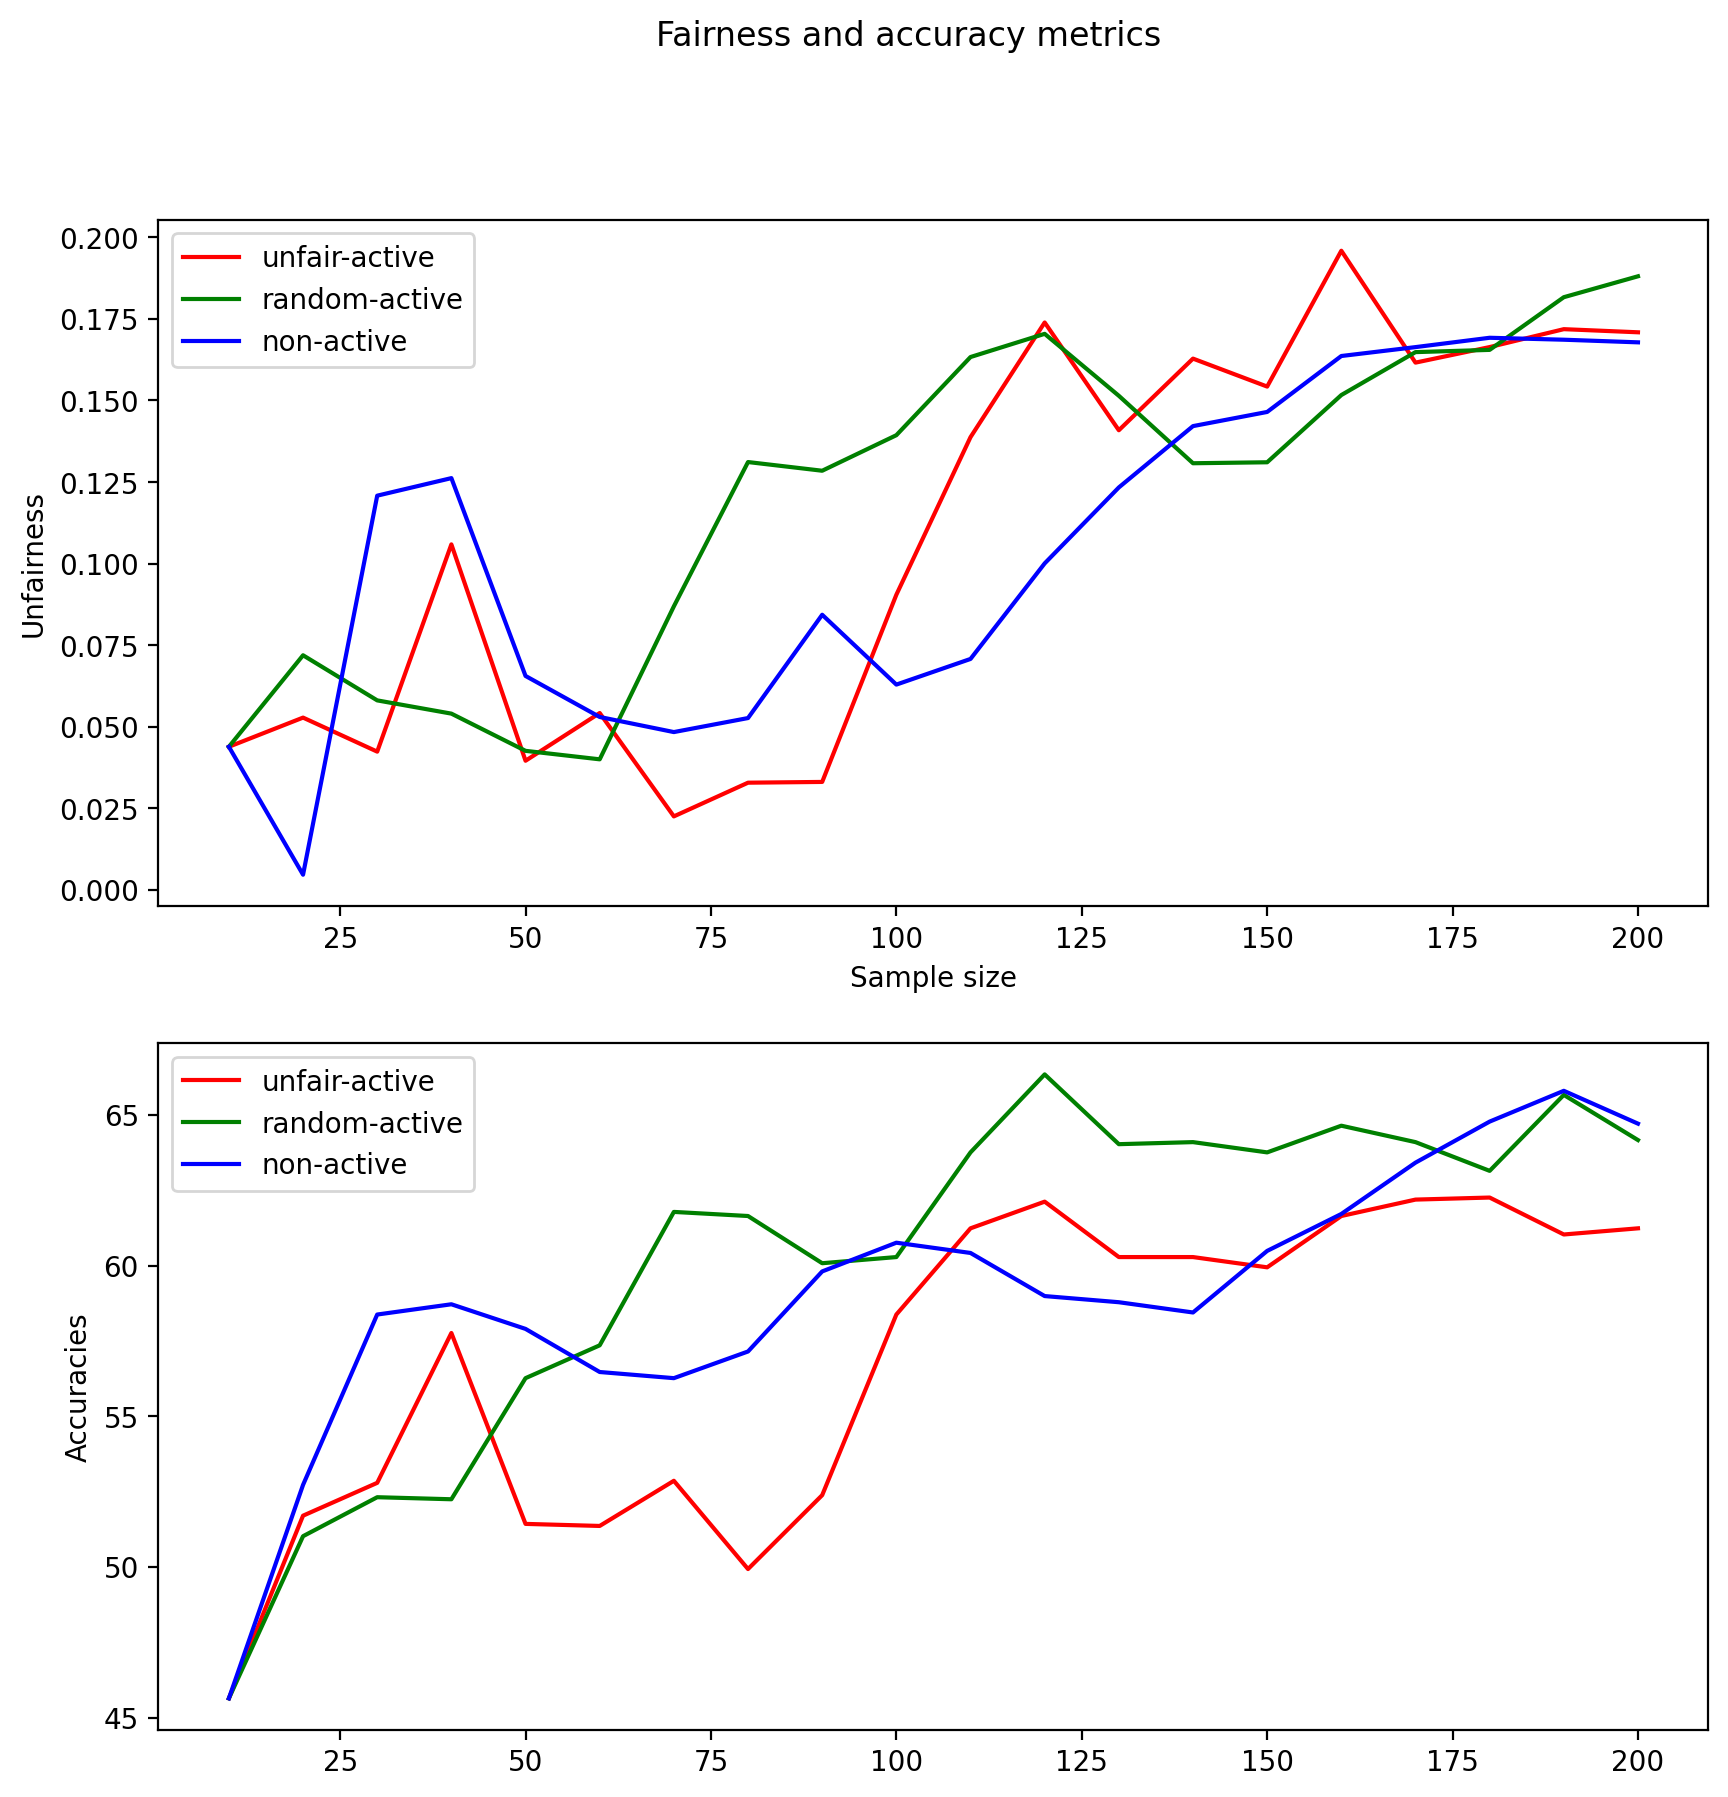 Fairness and accuracy metrics
unfair-active
random-active
non-active
0.200
0.175
0.150
0.125
0.100
0.075
0.050
0.025
0.000
Unfairness
25 50 75 100 125 150 175 200
Sample size
unfair-active
random-active
non-active
65
60
55
50
45
Accuracies
25 50 75 100 125 150 175 200